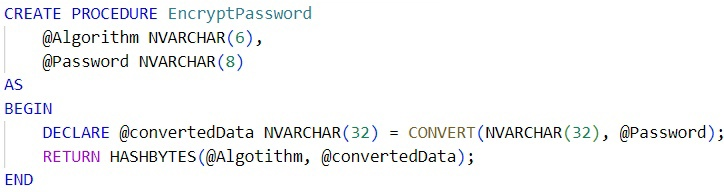 CREATE PROCEDURE EncryptPassword
@Algorithm NVARCHAR(6),
@Password NVARCHAR(8)
AS
BEGIN
DECLARE @convertedData NVARCHAR(32) = CONVERT(NVARCHAR(32), @Password);
RETURN HASHBYTES(@Algotithm, @convertedData);
END